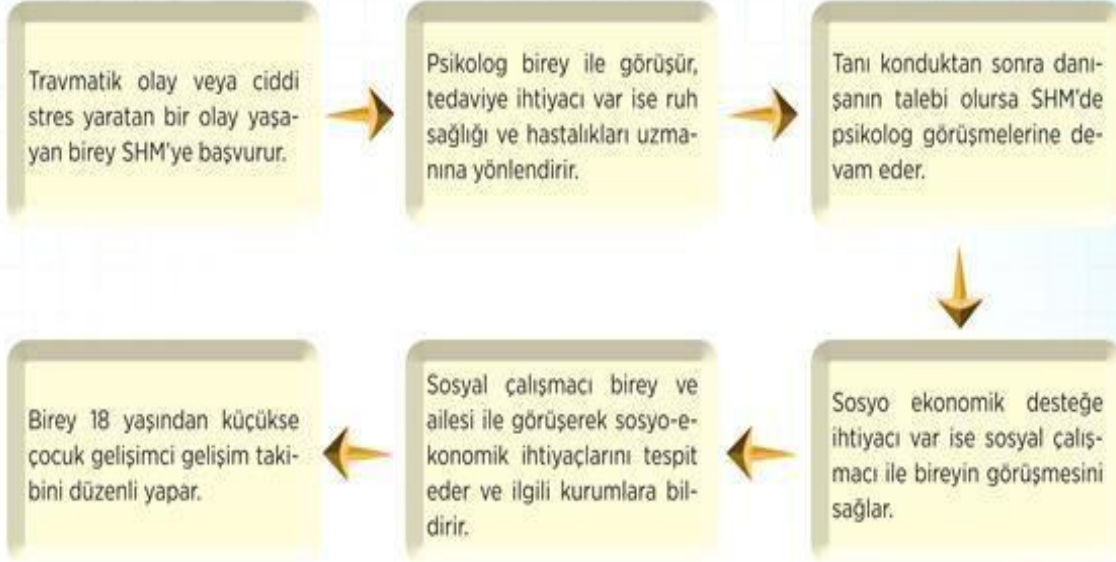 Travmatik olay veya ciddi
stres yaratan bir olay yaşa-
yan birey SHM'ye başvurur.
Psikolog birey ile görüşür,
tedaviye ihtiyacı var ise ruh
sağlığı ve hastalıkları uzma-
nına yönlendirir.
Tanı konduktan sonra danı-
şanın talebi olursa SHM'de
psikolog görüşmelerine de-
vam eder.
Sosyo ekonomik desteğe
ihtiyacı var ise sosyal çalış-
macı ile bireyin görüşmesini
sağlar.
Sosyal çalışmacı birey ve
ailesi ile görüşerek sosyo-e-
konomik ihtiyaçlarını tespit
eder ve ilgili kurumlara bil-
dirir.
Birey 18 yaşından küçükse
çocuk gelişimci gelişim taki-
bini düzenli yapar.